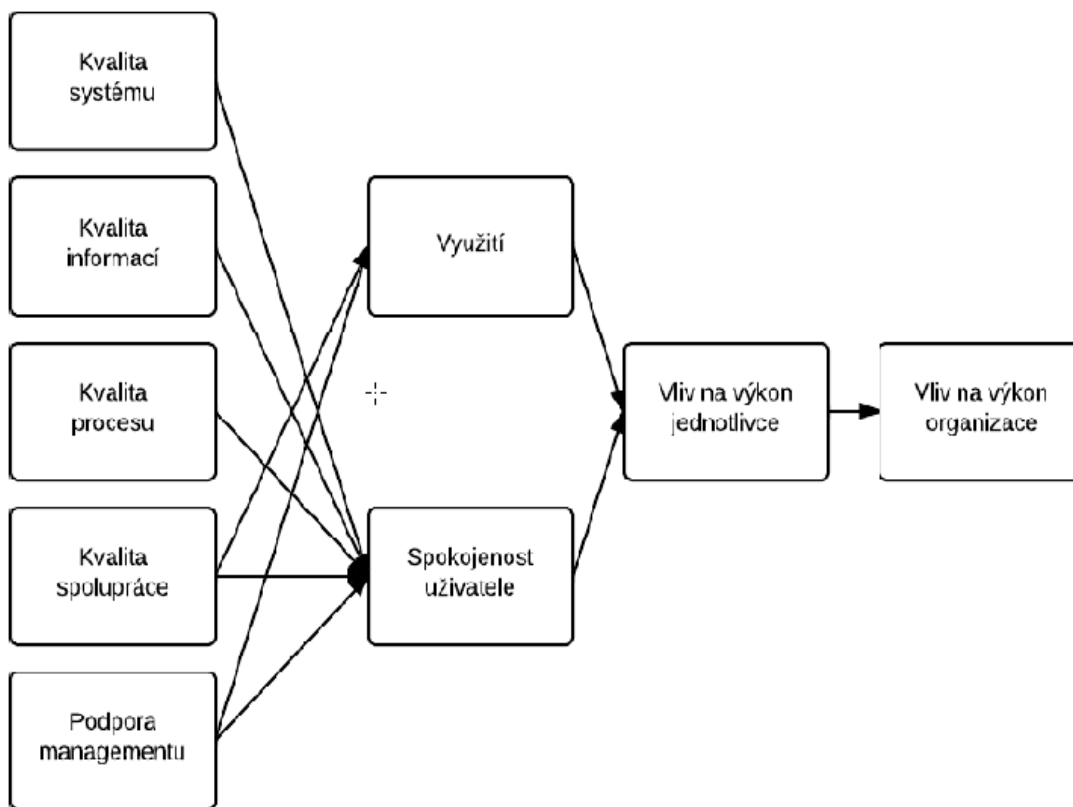 Kvalita
systému
Kvalita
informací
Kvalita
procesu
Kvalita
spolupráce
Podpora
managementu
Využití
Spokojenost
uživatele
Vliv na výkon
jednotlivce
Vliv na výkon
organizace